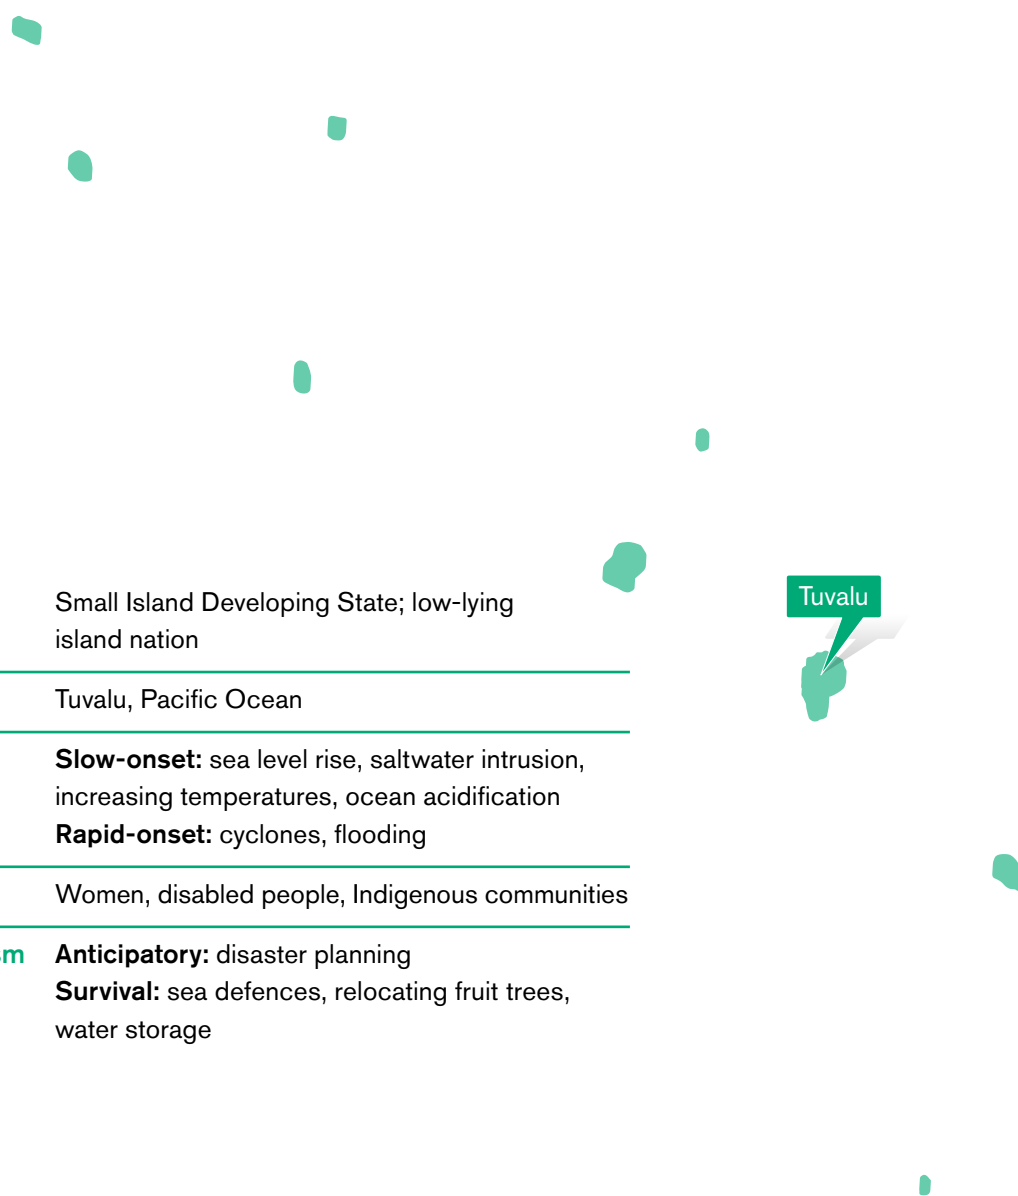 Small Island Developing State; low-lying
island nation
Tuvalu
Tuvalu, Pacific Ocean
Slow-onset: sea level rise, saltwater intrusion,
increasing temperatures, ocean acidification
Rapid-onset: cyclones, flooding
Women, disabled people, Indigenous communities
sm Anticipatory: disaster planning
Survival: sea defences, relocating fruit trees,
water storage